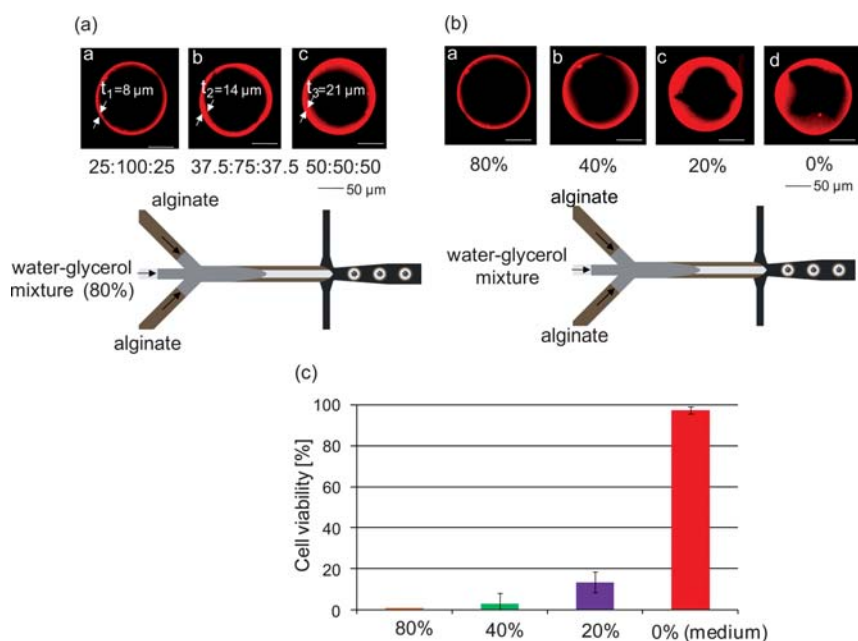 (a)
a
b
c
t1=8 μm
t2=14 μm
t3=21 μm
25:100:25
37.5:75:37.5
50:50:50
50 μm
alginate
water-glycerol
mixture (80%)
alginate
(b)
a
b
c
d
80%
40%
20%
0%
50 μm
alginate
water-glycerol
mixture
alginate
(c)
Cell viability [%]
100
80
60
40
20
0
80%
40%
20%
0% (medium)